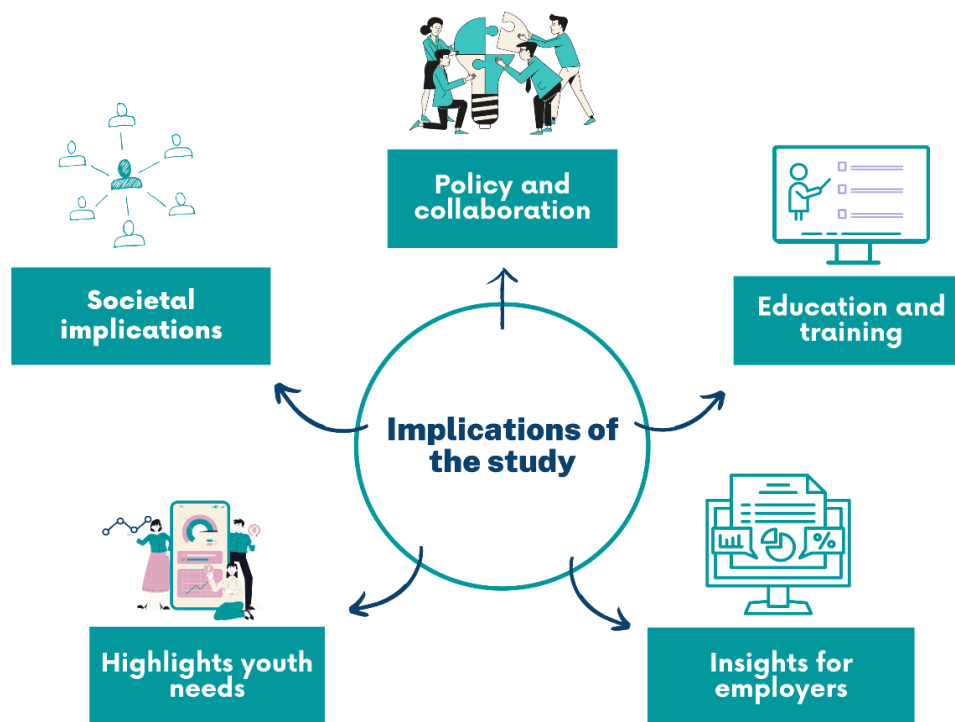 Policy and
collaboration
Societal
implications
Education and
training
Implications of
the study
Highlights youth
needs
Insights for
employers
%